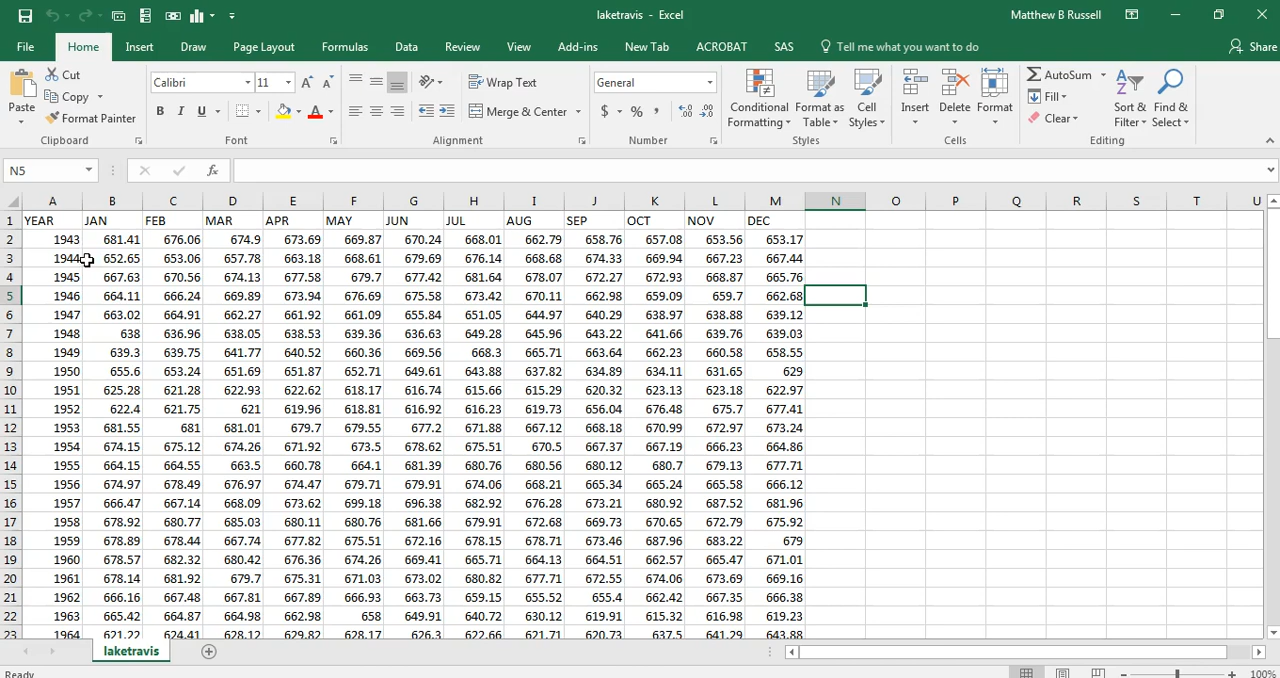 laketravis - Excel
Matthew B Russell
File Home Insert Draw Page Layout Formulas Data Review View Add-ins New Tab ACROBAT SAS Tell me what you want to do Share
Paste
Cut
Copy
Format Painter
Clipboard
Calibri 11
B I U
Font
Wrap Text
Merge & Center
Alignment
General
$ % ,
Number
Conditional Formatting
Format as Table
Cell Styles
Styles
Insert
Delete
Format
Cells
AutoSum
Fill
Clear
Sort & Filter
Find & Select
Editing
N5
fx
A B C D E F G H I J K L M N O P Q R S T U
1 YEAR JAN FEB MAR APR MAY JUN JUL AUG SEP OCT NOV DEC
2 1943 681.41 676.06 674.9 673.69 669.87 670.24 668.01 662.79 658.76 657.08 653.56 653.17
3 1944 652.65 653.06 657.78 663.18 668.61 679.69 676.14 668.68 674.33 669.94 667.23 667.44
4 1945 667.63 670.56 674.13 677.58 679.7 677.42 681.64 678.07 672.27 672.93 668.87 665.76
5 1946 664.11 666.24 669.89 673.94 676.69 675.58 673.42 670.11 662.98 659.09 659.7 662.68
6 1947 663.02 664.91 662.27 661.92 661.09 655.84 651.05 644.97 640.29 638.97 638.88 639.12
7 1948 638 636.96 638.05 638.53 639.36 636.63 649.28 645.96 643.22 641.66 639.76 639.03
8 1949 639.3 639.75 641.77 640.52 660.36 669.56 668.3 665.71 663.64 662.23 660.58 658.55
9 1950 655.6 653.24 651.69 651.87 652.71 649.61 643.88 637.82 634.89 634.11 631.65 629
10 1951 625.28 621.28 622.93 622.62 618.17 616.74 615.66 615.29 620.32 623.13 623.18 622.97
11 1952 622.4 621.75 621 619.96 618.81 616.92 616.23 619.73 656.04 676.48 675.7 677.41
12 1953 681.55 681 681.01 679.7 679.55 677.2 671.88 667.12 668.18 670.99 672.97 673.24
13 1954 674.15 675.12 674.26 671.92 673.5 678.62 675.51 670.5 667.37 667.19 666.23 664.86
14 1955 664.15 664.55 663.5 660.78 664.1 681.39 680.76 680.56 680.12 680.7 679.13 677.71
15 1956 674.97 678.49 676.97 674.47 679.71 679.91 674.06 668.21 665.34 665.24 665.58 666.12
16 1957 666.47 667.14 668.09 673.62 699.18 696.38 682.92 676.28 673.21 680.92 687.52 681.96
17 1958 678.92 680.77 685.03 680.11 680.76 681.66 679.91 672.68 669.73 670.65 672.79 675.92
18 1959 678.89 678.44 667.74 677.82 675.51 672.16 678.15 678.71 673.46 687.96 683.22 679
19 1960 678.57 682.32 680.42 676.36 674.26 669.41 665.71 664.13 664.51 662.57 665.47 671.01
20 1961 678.14 681.92 679.7 675.31 671.03 673.02 680.82 677.71 672.55 674.06 673.69 669.16
21 1962 666.16 667.48 667.81 667.89 666.93 663.73 659.15 655.52 655.4 662.42 667.35 666.38
22 1963 665.42 664.87 664.98 662.98 658 649.91 640.72 630.12 619.91 615.32 616.98 619.23
23 1964 621.22 624.41 628.12 629.82 628.17 626.3 622.66 621.71 620.73 637.5 641.29 643.88
laketravis
Ready
100%